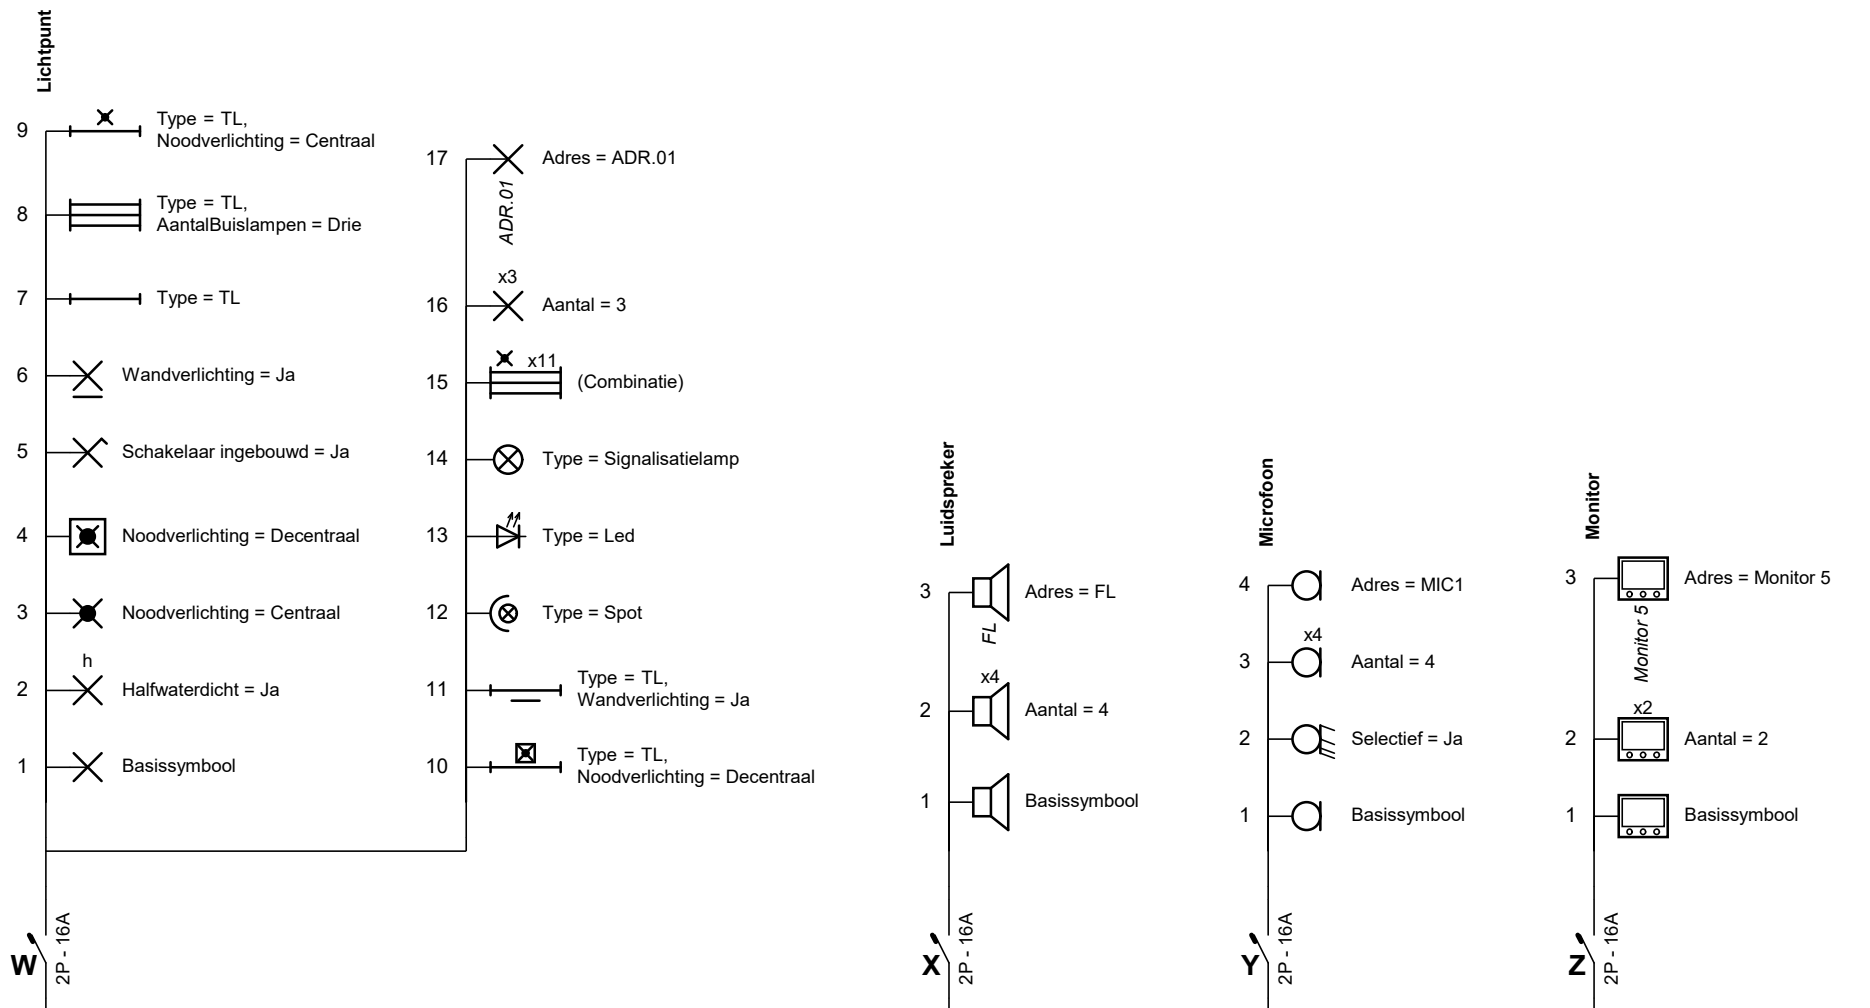 Lichtpunt
9
Type = TL,
Noodverlichting = Centraal
8
Type = TL,
AantalBuislampen = Drie
7
Type = TL
6
Wandverlichting = Ja
5
Schakelaar ingebouwd = Ja
4
Noodverlichting = Decentraal
3
Noodverlichting = Centraal
h
2
Halfwaterdicht = Ja
1
Basissymbool
17
Adres = ADR.01
ADR.01
x3
16
Aantal = 3
x11
15
(Combinatie)
14
Type = Signalisatielamp
13
Type = Led
12
Type = Spot
11
Type = TL,
Wandverlichting = Ja
10
Type = TL,
Noodverlichting = Decentraal
W
2P - 16A
Luidspreker
3
Adres = FL
FL
x4
2
Aantal = 4
1
Basissymbool
X
2P - 16A
Microfoon
4
Adres = MIC1
x4
3
Aantal = 4
2
Selectief = Ja
1
Basissymbool
Y
2P - 16A
Monitor
3
Adres = Monitor 5
Monitor 5
x2
2
Aantal = 2
1
Basissymbool
Z
2P - 16A